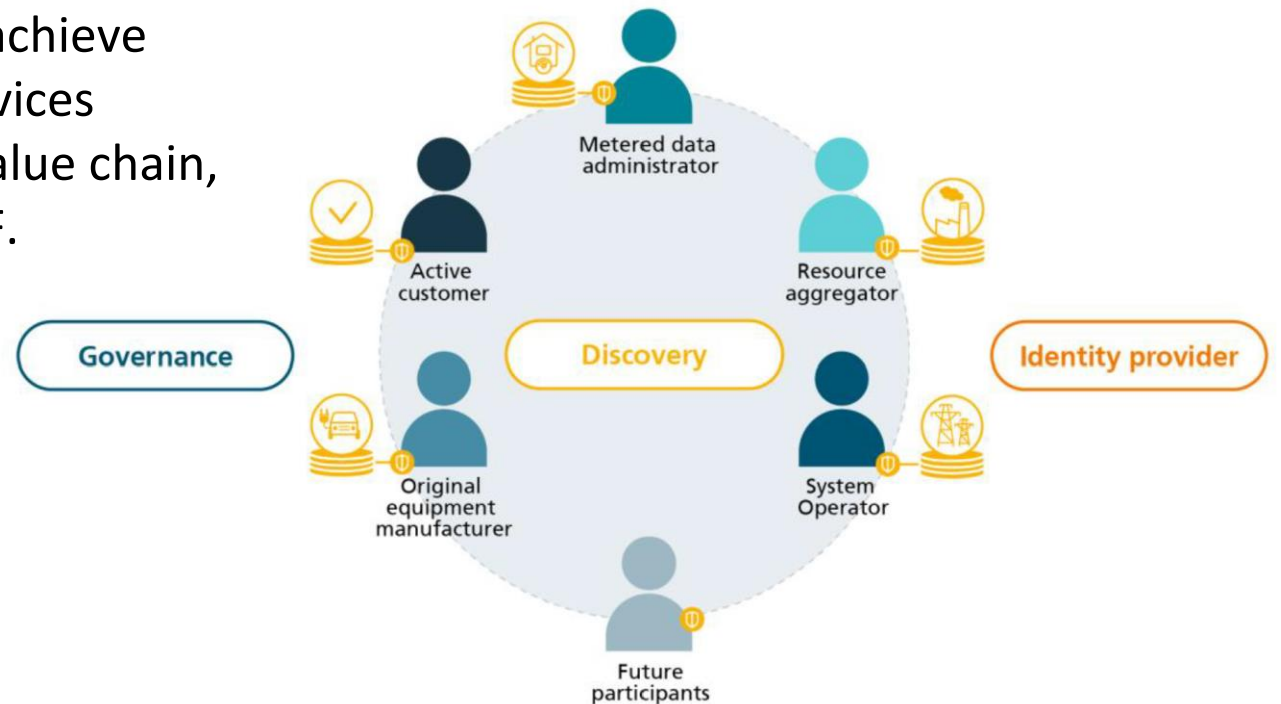 achieve
vices
alue chain,
Metered data
administrator
Active
customer
Resource
aggregator
Governance
Discovery
Identity provider
Original
equipment
manufacturer
System
Operator
Future
participants